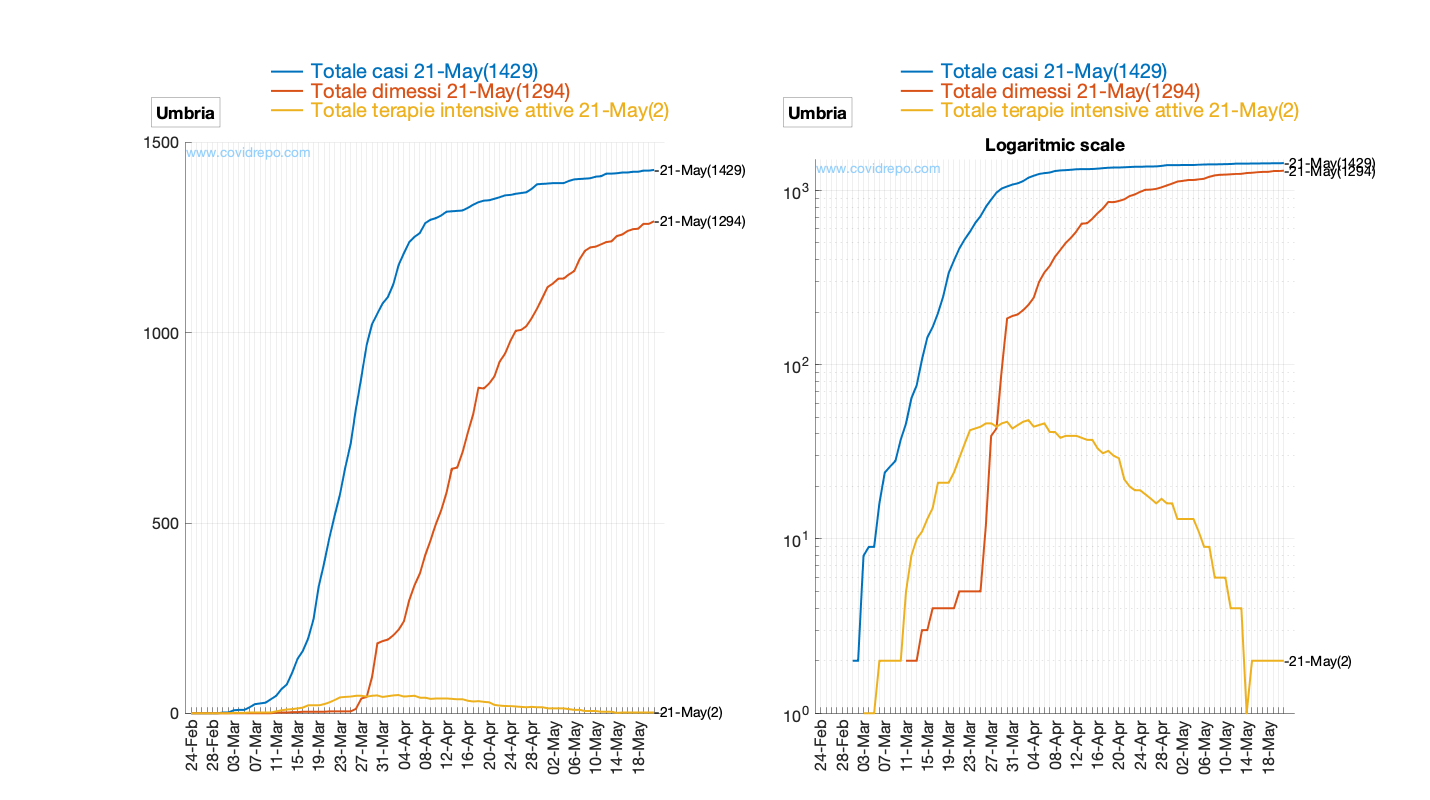 Totale casi 21-May(1429)
Totale dimessi 21-May(1294)
Totale terapie intensive attive 21-May(2)
Umbria
www.covidrepo.com
1500
1000
500
0
-21-May(1429)
-21-May(1294)
-21-May(2)
24-Feb
28-Feb
03-Mar
07-Mar
11-Mar
15-Mar
19-Mar
23-Mar
27-Mar
31-Mar
04-Apr
08-Apr
12-Apr
16-Apr
20-Apr
24-Apr
28-Apr
02-May
06-May
10-May
14-May
18-May
Totale casi 21-May(1429)
Totale dimessi 21-May(1294)
Totale terapie intensive attive 21-May(2)
Umbria
Logaritmic scale
www.covidrepo.com
10^3
10^2
10^1
10^0
-21-May(1429)
-21-May(1294)
-21-May(2)
24-Feb
28-Feb
03-Mar
07-Mar
11-Mar
15-Mar
19-Mar
23-Mar
27-Mar
31-Mar
04-Apr
08-Apr
12-Apr
16-Apr
20-Apr
24-Apr
28-Apr
02-May
06-May
10-May
14-May
18-May